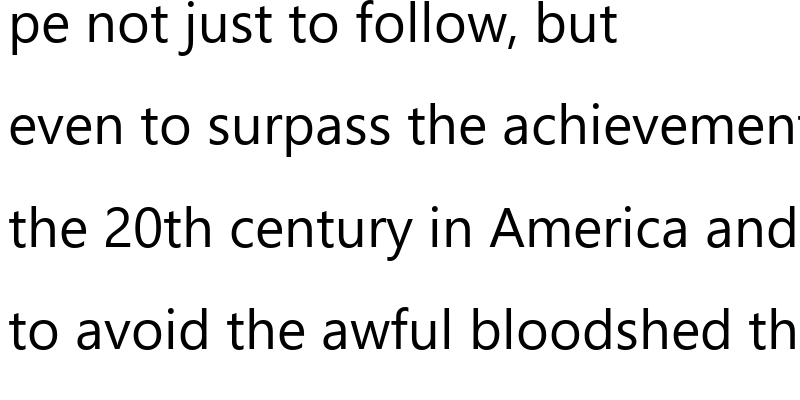 pe not just to follow, but
even to surpass the achievement
the 20th century in America and
to avoid the awful bloodshed th